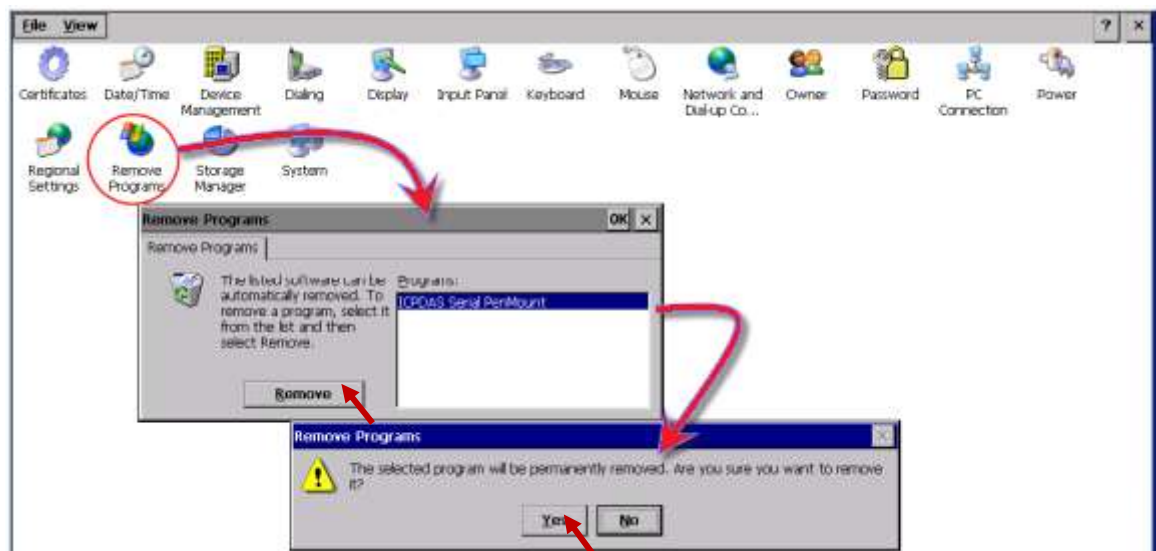 File View ? ×
Certificates Date/Time Device Management Dialing Display Input Panel Keyboard Mouse Network and Dial-up Co... Owner Password PC Connection Power
Regional Settings Remove Programs Storage Manager System
Remove Programs OK ×
Remove Programs
The listed software can be
automatically removed. To
remove a program, select it
from the list and then
select Remove.
Remove
Programs:
ICPDAS Serial PenMount
Remove Programs ×
The selected program will be permanently removed. Are you sure you want to remove
it?
Yes No